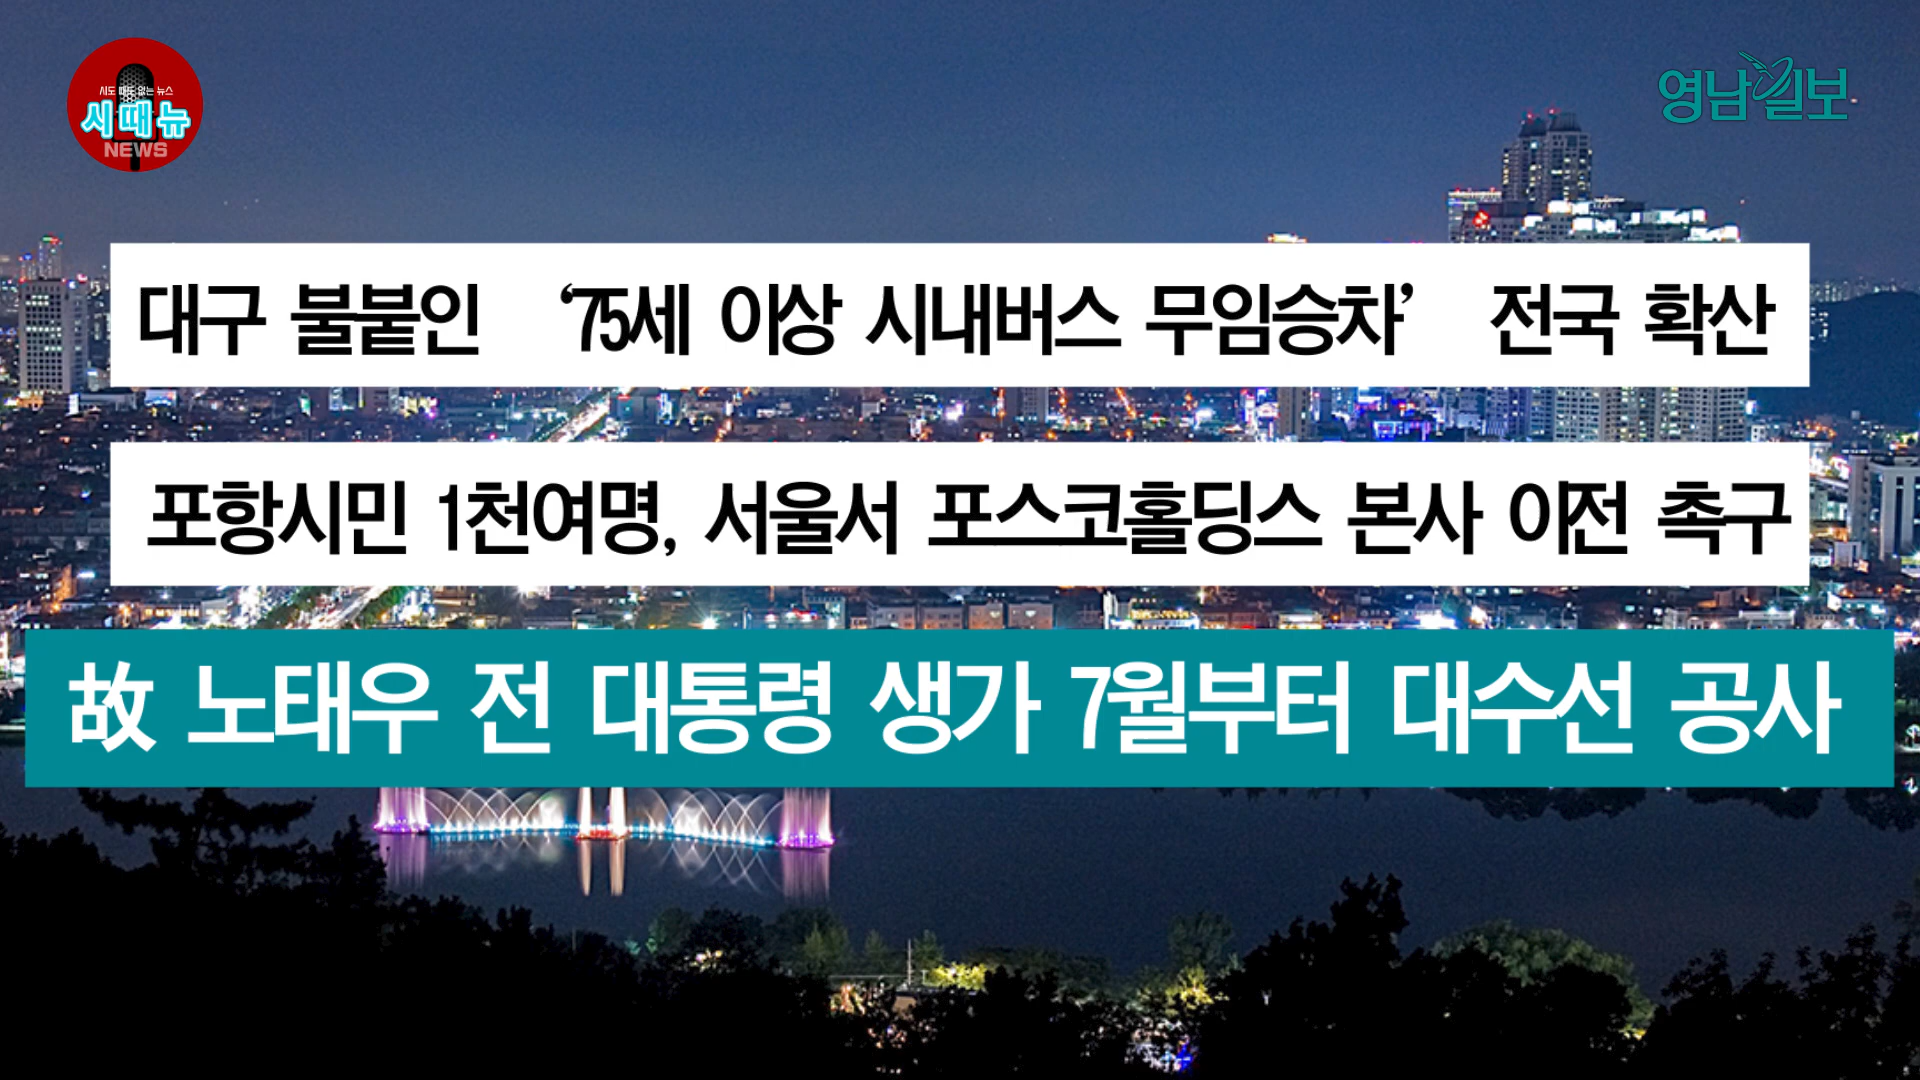 시도 때도 없는 뉴스
시때뉴
NEWS
영남일보
대구 불붙인 ‘75세 이상 시내버스 무임승차’ 전국 확산
포항시민 1천여명, 서울서 포스코홀딩스 본사 이전 촉구
故 노태우 전 대통령 생가 7월부터 대수선 공사